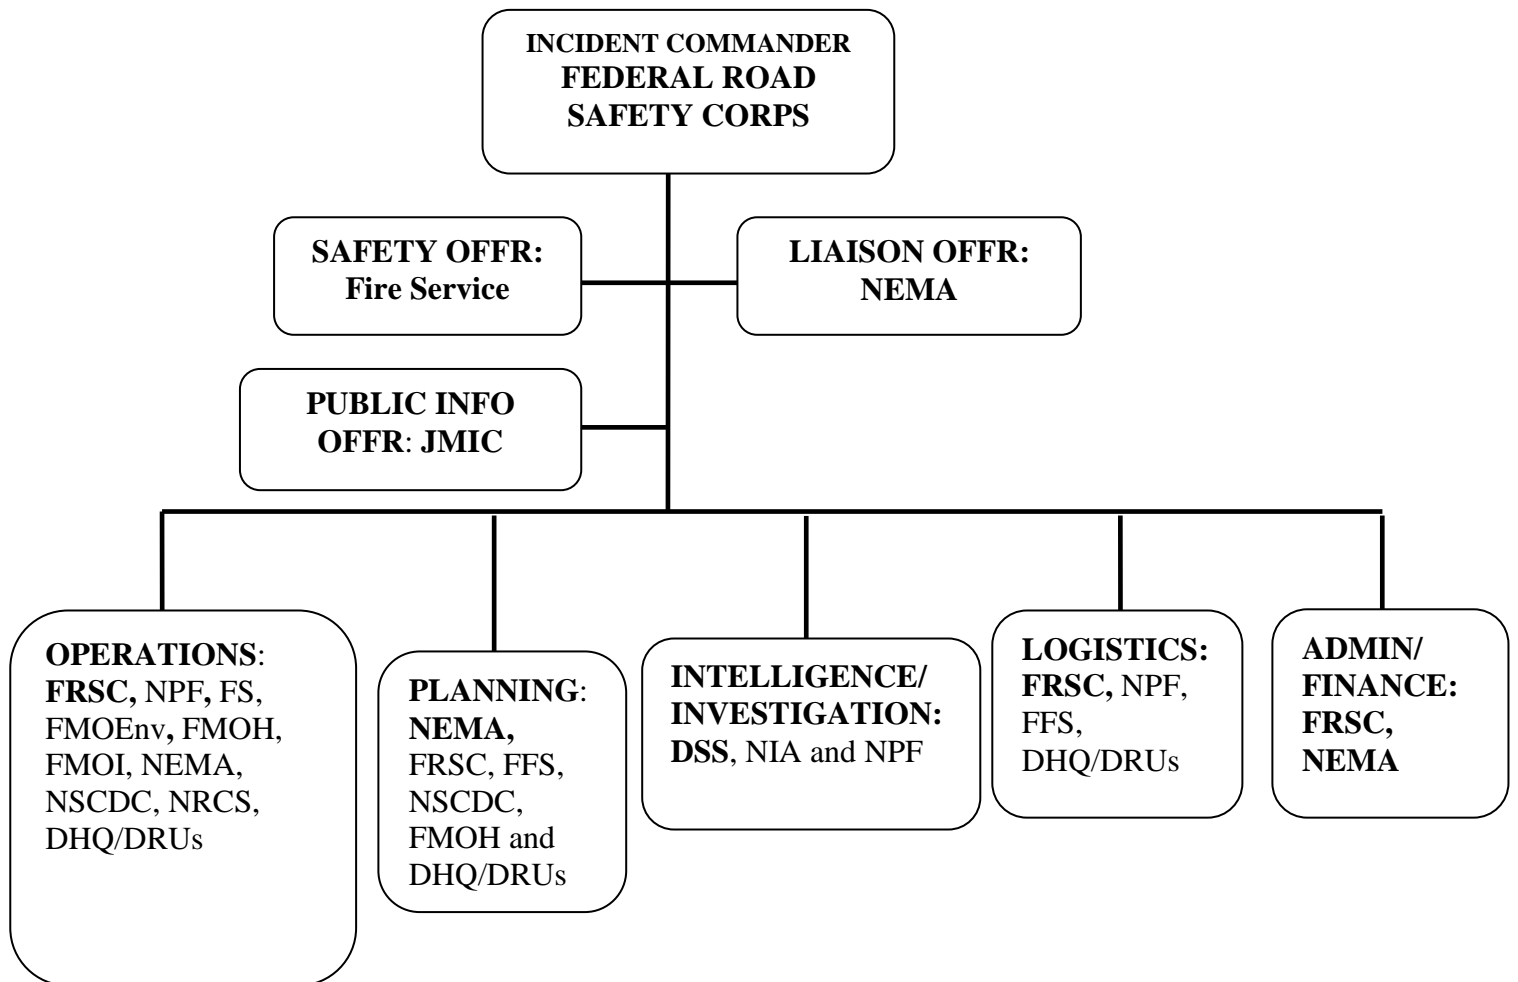 INCIDENT COMMANDER
FEDERAL ROAD
SAFETY CORPS
SAFETY OFFR:
Fire Service
LIAISON OFFR:
NEMA
PUBLIC INFO
OFFR: JMIC
OPERATIONS:
FRSC, NPF, FS,
FMOEnv, FMOH,
FMOI, NEMA,
NSCDC, NRCS,
DHQ/DRUs
PLANNING:
NEMA,
FRSC, FFS,
NSCDC,
FMOH and
DHQ/DRUs
INTELLIGENCE/
INVESTIGATION:
DSS, NIA and NPF
LOGISTICS:
FRSC, NPF,
FFS,
DHQ/DRUs
ADMIN/
FINANCE:
FRSC,
NEMA